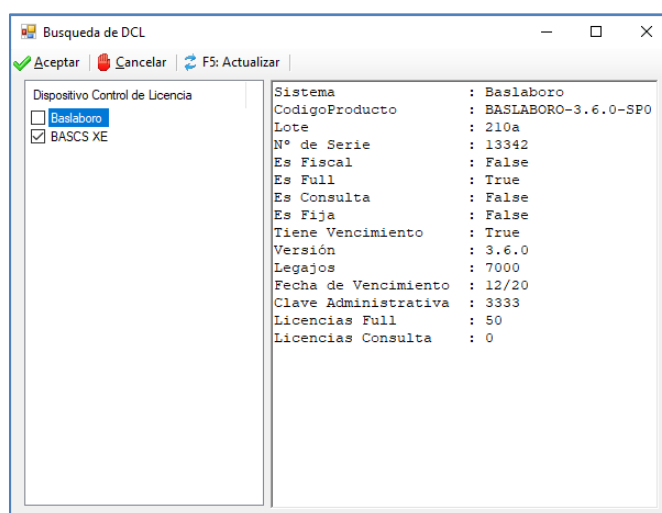 Busqueda de DCL
Aceptar Cancelar F5: Actualizar
Dispositivo Control de Licencia
Baslaboro
BASCS XE
Sistema : Baslaboro
CodigoProducto : BASLABORO-3.6.0-SP0
Lote : 210a
Nº de Serie : 13342
Es Fiscal : False
Es Full : True
Es Consulta : False
Es Fija : False
Tiene Vencimiento : True
Versión : 3.6.0
Legajos : 7000
Fecha de Vencimiento : 12/20
Clave Administrativa : 3333
Licencias Full : 50
Licencias Consulta : 0